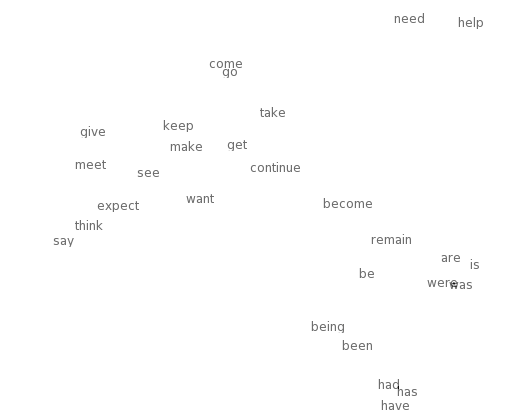 need
help
come
go
take
keep
give
get
make
meet
continue
see
want
become
expect
think
remain
say
are
is
be
were
was
being
been
had
has
have